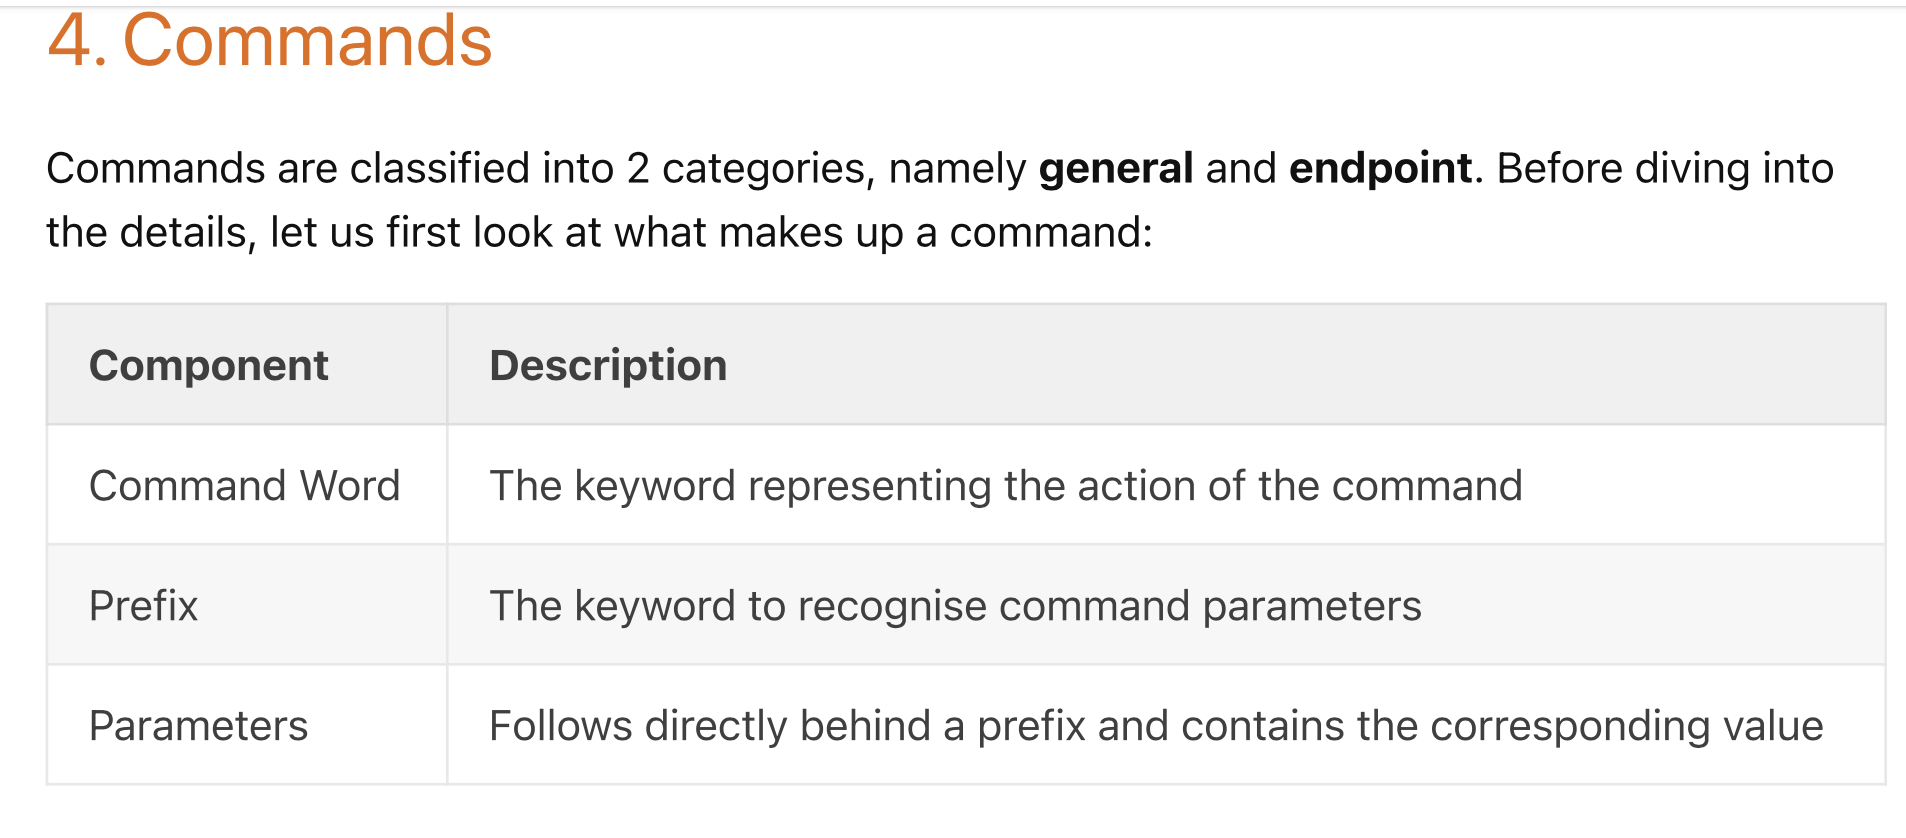 4. Commands
Commands are classified into 2 categories, namely general and endpoint. Before diving into
the details, let us first look at what makes up a command:
Component Description
Command Word The keyword representing the action of the command
Prefix The keyword to recognise command parameters
Parameters Follows directly behind a prefix and contains the corresponding value